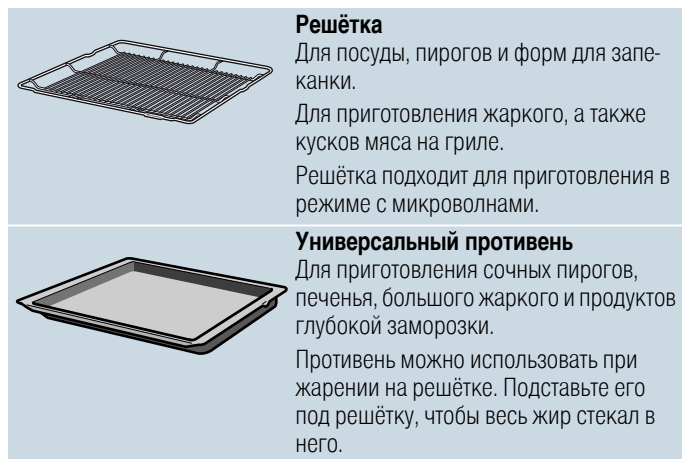 Решётка
Для посуды, пирогов и форм для запе-
канки.
Для приготовления жаркого, а также
кусков мяса на гриле.
Решётка подходит для приготовления в
режиме с микроволнами.
Универсальный противень
Для приготовления сочных пирогов,
печенья, большого жаркого и продуктов
глубокой заморозки.
Противень можно использовать при
жарении на решётке. Подставьте его
под решётку, чтобы весь жир стекал в
него.